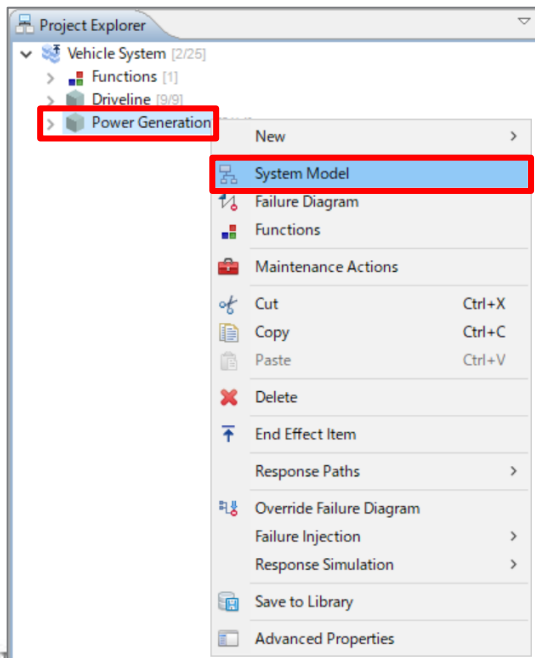 Project Explorer
Vehicle System [2/25]
Functions [1]
Driveline [9/9]
Power Generation
New
System Model
Failure Diagram
Functions
Maintenance Actions
Cut Ctrl+X
Copy Ctrl+C
Paste Ctrl+V
Delete
End Effect Item
Response Paths
Override Failure Diagram
Failure Injection
Response Simulation
Save to Library
Advanced Properties